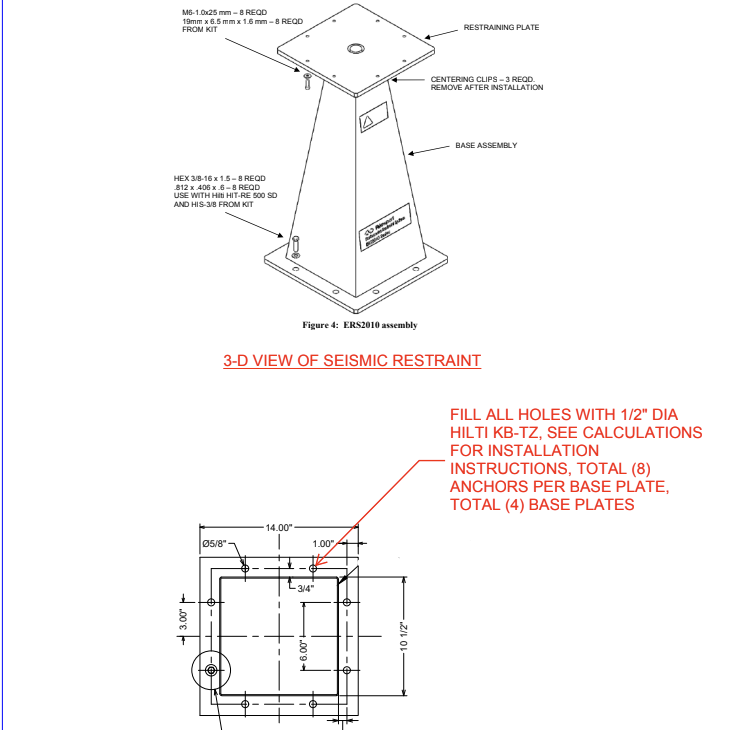 M6-1.0x25 mm – 8 REQD
19mm x 6.5 mm x 1.6 mm – 8 REQD
FROM KIT
RESTRAINING PLATE
CENTERING CLIPS – 3 REQD.
REMOVE AFTER INSTALLATION
BASE ASSEMBLY
HEX 3/8-16 x 1.5 – 8 REQD
.812 x .406 x .6 – 8 REQD
USE WITH Hilti HIT-RE 500 SD
AND HIS-3/8 FROM KIT
Figure 4: ERS2010 assembly
3-D VIEW OF SEISMIC RESTRAINT
FILL ALL HOLES WITH 1/2" DIA
HILTI KB-TZ, SEE CALCULATIONS
FOR INSTALLATION
INSTRUCTIONS, TOTAL (8)
ANCHORS PER BASE PLATE,
TOTAL (4) BASE PLATES
14.00"
Ø5/8"
1.00"
3/4"
3.00"
6.00"
10 1/2"